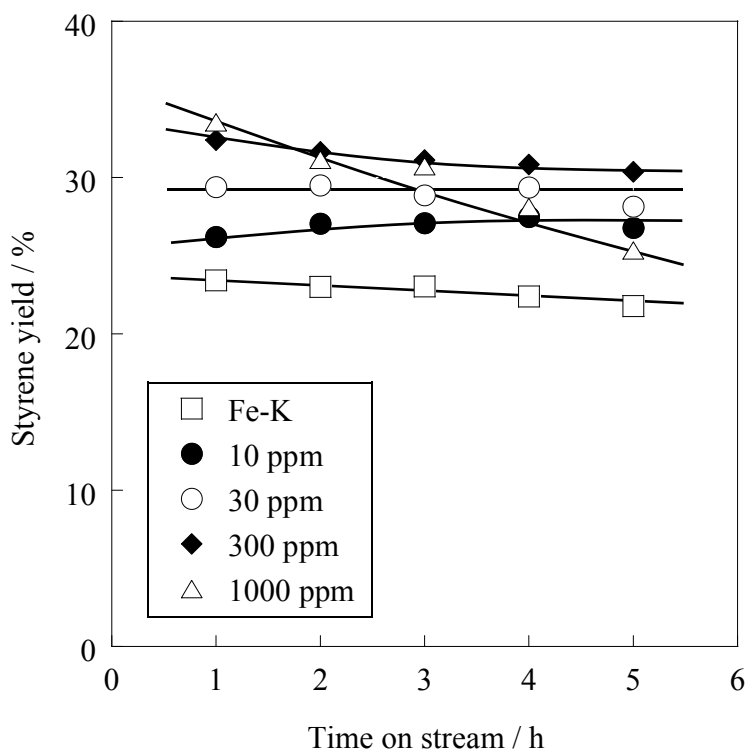 40
30
20
10
0
Styrene yield / %
Fe-K
10 ppm
30 ppm
300 ppm
1000 ppm
0 1 2 3 4 5 6
Time on stream / h